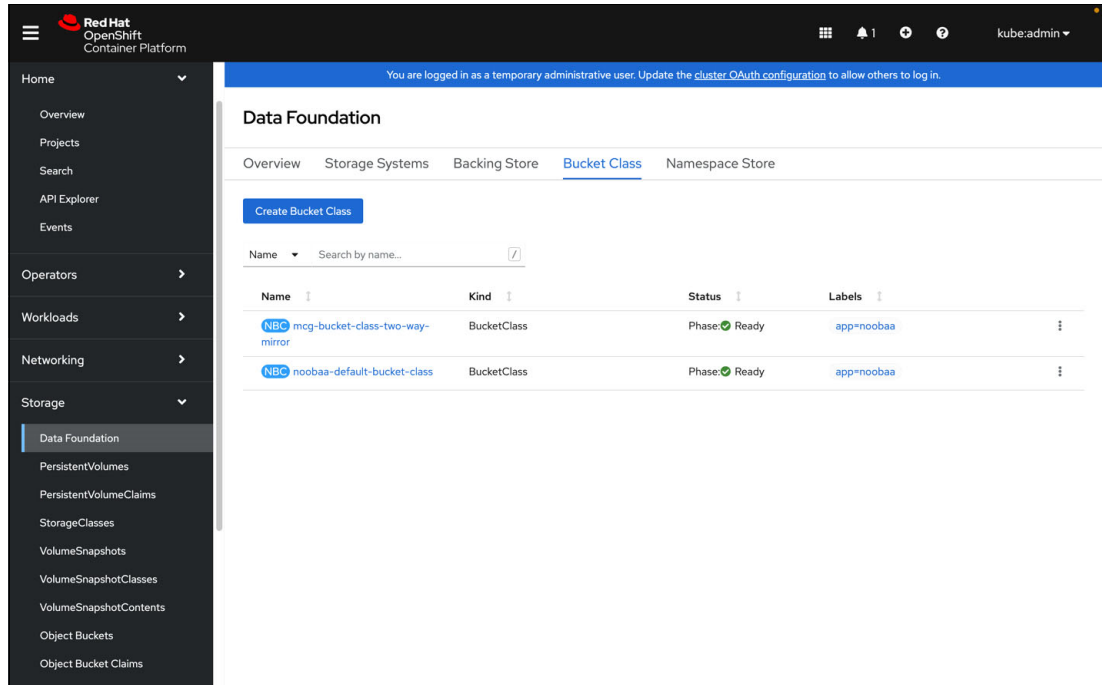 Red Hat
OpenShift
Container Platform
1
kube:admin
You are logged in as a temporary administrative user. Update the cluster OAuth configuration to allow others to log in.
Home
Overview
Projects
Search
API Explorer
Events
Operators
Workloads
Networking
Storage
Data Foundation
PersistentVolumes
PersistentVolumeClaims
StorageClasses
VolumeSnapshots
VolumeSnapshotClasses
VolumeSnapshotContents
Object Buckets
Object Bucket Claims
Data Foundation
Overview Storage Systems Backing Store Bucket Class Namespace Store
Create Bucket Class
Name Search by name... /
Name Kind Status Labels
NBC mcg-bucket-class-two-way-mirror BucketClass Phase: Ready app=noobaa
NBC noobaa-default-bucket-class BucketClass Phase: Ready app=noobaa